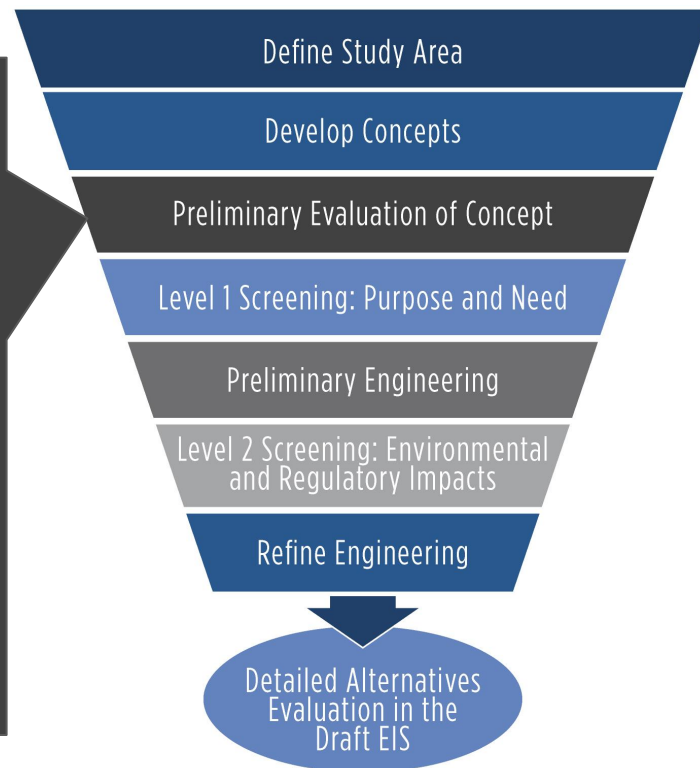 Define Study Area
Develop Concepts
Preliminary Evaluation of Concept
Level 1 Screening: Purpose and Need
Preliminary Engineering
Level 2 Screening: Environmental
and Regulatory Impacts
Refine Engineering
Detailed Alternatives
Evaluation in the
Draft EIS